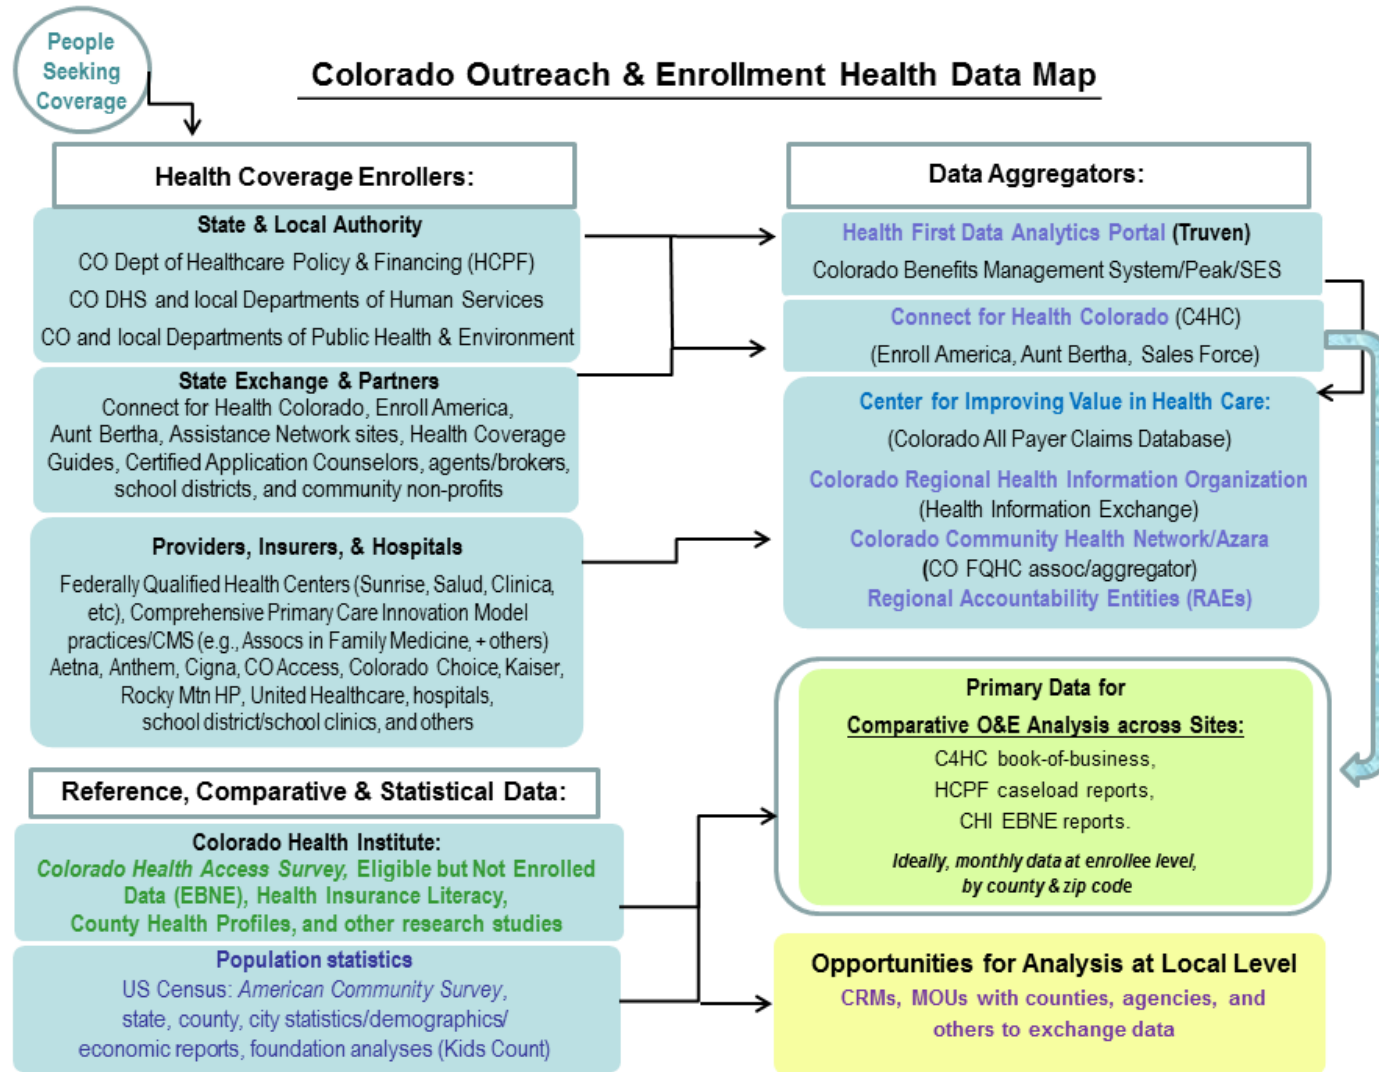 People
Seeking
Coverage
Colorado Outreach & Enrollment Health Data Map
Health Coverage Enrollers:
State & Local Authority
CO Dept of Healthcare Policy & Financing (HCPF)
CO DHS and local Departments of Human Services
CO and local Departments of Public Health & Environment
State Exchange & Partners
Connect for Health Colorado, Enroll America,
Aunt Bertha, Assistance Network sites, Health Coverage
Guides, Certified Application Counselors, agents/brokers,
school districts, and community non-profits
Providers, Insurers, & Hospitals
Federally Qualified Health Centers (Sunrise, Salud, Clinica,
etc), Comprehensive Primary Care Innovation Model
practices/CMS (e.g., Assocs in Family Medicine, + others)
Aetna, Anthem, Cigna, CO Access, Colorado Choice, Kaiser,
Rocky Mtn HP, United Healthcare, hospitals,
school district/school clinics, and others
Reference, Comparative & Statistical Data:
Colorado Health Institute:
Colorado Health Access Survey, Eligible but Not Enrolled
Data (EBNE), Health Insurance Literacy,
County Health Profiles, and other research studies
Population statistics
US Census: American Community Survey,
state, county, city statistics/demographics/
economic reports, foundation analyses (Kids Count)
Data Aggregators:
Health First Data Analytics Portal (Truven)
Colorado Benefits Management System/Peak/SES
Connect for Health Colorado (C4HC)
(Enroll America, Aunt Bertha, Sales Force)
Center for Improving Value in Health Care:
(Colorado All Payer Claims Database)
Colorado Regional Health Information Organization
(Health Information Exchange)
Colorado Community Health Network/Azara
(CO FQHC assoc/aggregator)
Regional Accountability Entities (RAEs)
Primary Data for
Comparative O&E Analysis across Sites:
C4HC book-of-business,
HCPF caseload reports,
CHI EBNE reports.
Ideally, monthly data at enrollee level,
by county & zip code
Opportunities for Analysis at Local Level
CRMs, MOUs with counties, agencies, and
others to exchange data